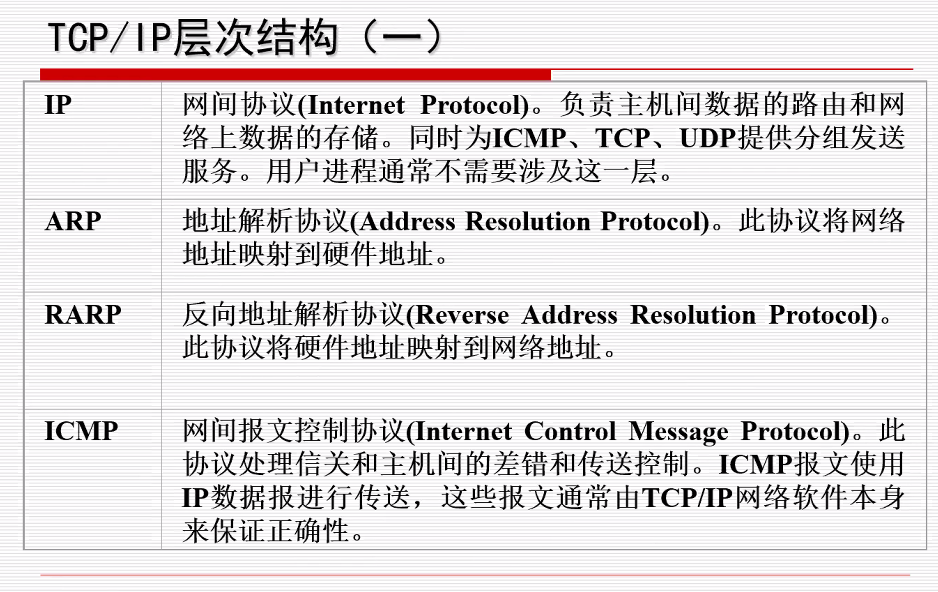 TCP/IP层次结构（一）
IP
网间协议(Internet Protocol)。负责主机间数据的路由和网
络上数据的存储。同时为ICMP、TCP、UDP提供分组发送
服务。用户进程通常不需要涉及这一层。
ARP
地址解析协议(Address Resolution Protocol)。此协议将网络
地址映射到硬件地址。
RARP
反向地址解析协议(Reverse Address Resolution Protocol)。
此协议将硬件地址映射到网络地址。
ICMP
网间报文控制协议(Internet Control Message Protocol)。此
协议处理信关和主机间的差错和传送控制。ICMP报文使用
IP数据报进行传送，这些报文通常由TCP/IP网络软件本身
来保证正确性。